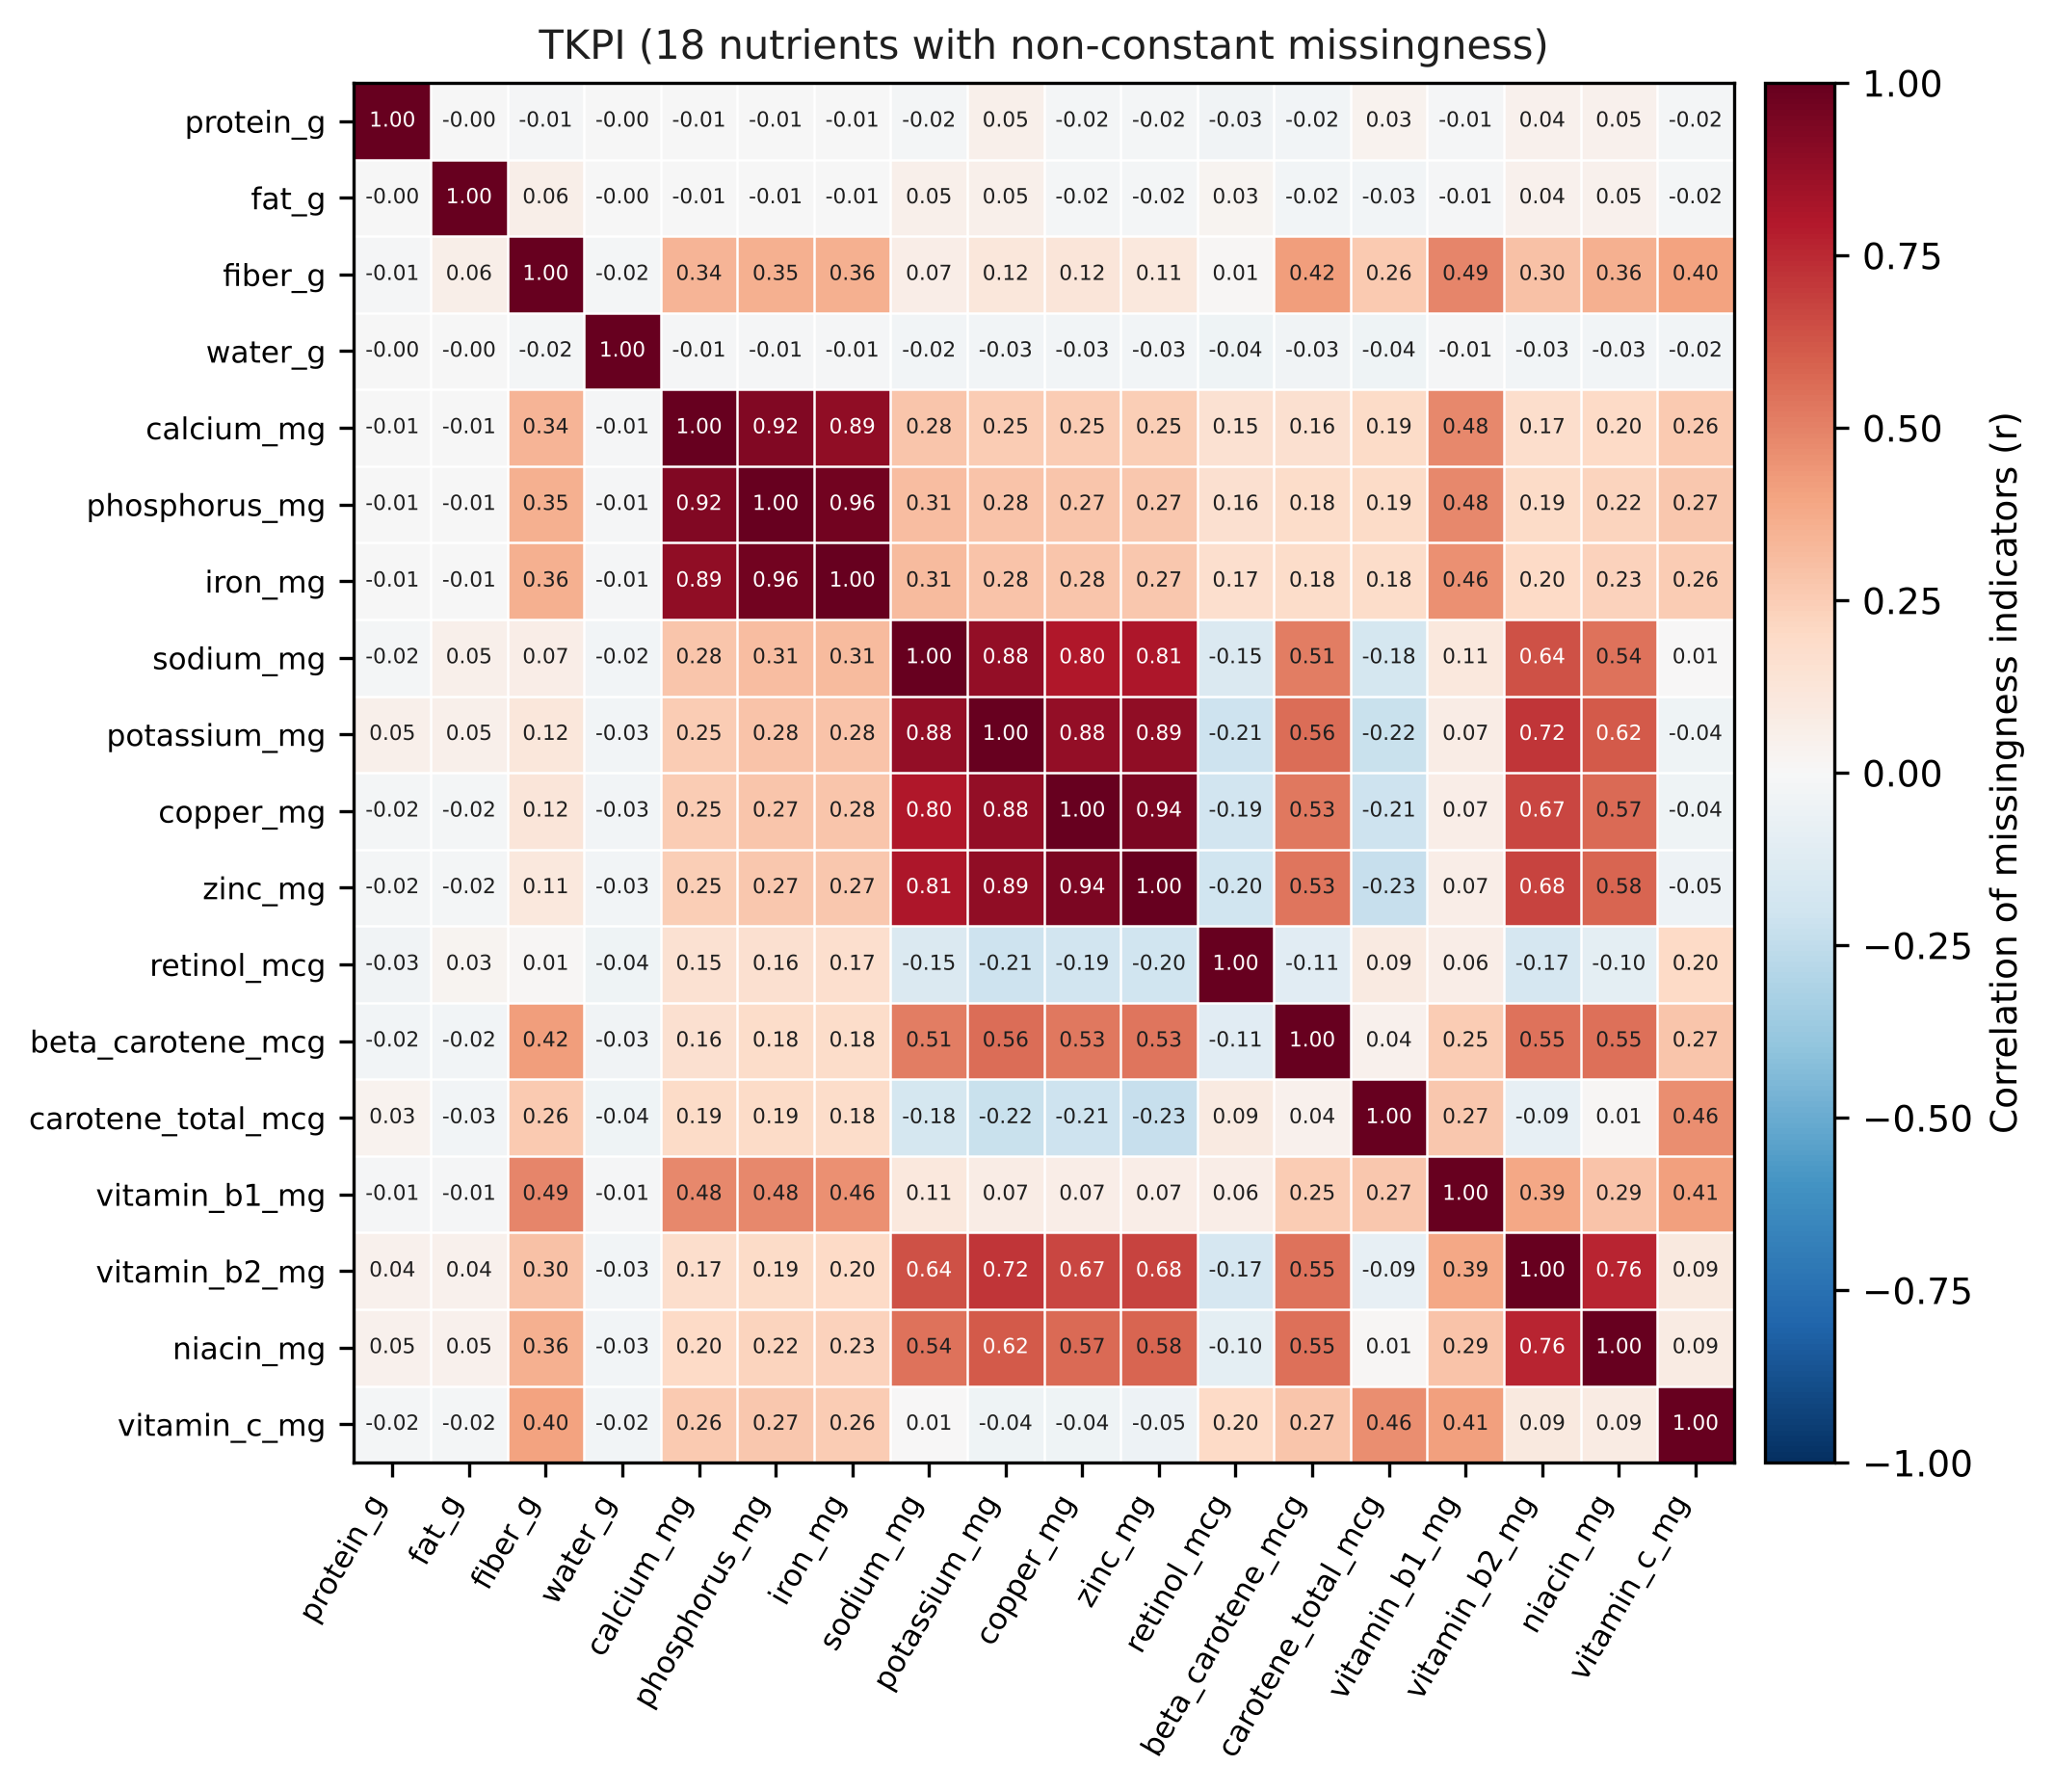 TKPI (18 nutrients with non-constant missingness)
protein_g 1.00 -0.00 -0.01 -0.00 -0.01 -0.01 -0.01 -0.02 0.05 -0.02 -0.02 -0.03 -0.02 0.03 -0.01 0.04 0.05 -0.02
fat_g -0.00 1.00 0.06 -0.00 -0.01 -0.01 -0.01 0.05 0.05 -0.02 -0.02 0.03 -0.02 -0.03 -0.01 0.04 0.05 -0.02
fiber_g -0.01 0.06 1.00 -0.02 0.34 0.35 0.36 0.07 0.12 0.12 0.11 0.01 0.42 0.26 0.49 0.30 0.36 0.40
water_g -0.00 -0.00 -0.02 1.00 -0.01 -0.01 -0.01 -0.02 -0.03 -0.03 -0.03 -0.04 -0.03 -0.04 -0.01 -0.03 -0.03 -0.02
calcium_mg -0.01 -0.01 0.34 -0.01 1.00 0.92 0.89 0.28 0.25 0.25 0.25 0.15 0.16 0.19 0.48 0.17 0.20 0.26
phosphorus_mg -0.01 -0.01 0.35 -0.01 0.92 1.00 0.96 0.31 0.28 0.27 0.27 0.16 0.18 0.19 0.48 0.19 0.22 0.27
iron_mg -0.01 -0.01 0.36 -0.01 0.89 0.96 1.00 0.31 0.28 0.28 0.27 0.17 0.18 0.18 0.46 0.20 0.23 0.26
sodium_mg -0.02 0.05 0.07 -0.02 0.28 0.31 0.31 1.00 0.88 0.80 0.81 -0.15 0.51 -0.18 0.11 0.64 0.54 0.01
potassium_mg 0.05 0.05 0.12 -0.03 0.25 0.28 0.28 0.88 1.00 0.88 0.89 -0.21 0.56 -0.22 0.07 0.72 0.62 -0.04
copper_mg -0.02 -0.02 0.12 -0.03 0.25 0.27 0.28 0.80 0.88 1.00 0.94 -0.19 0.53 -0.21 0.07 0.67 0.57 -0.04
zinc_mg -0.02 -0.02 0.11 -0.03 0.25 0.27 0.27 0.81 0.89 0.94 1.00 -0.20 0.53 -0.23 0.07 0.68 0.58 -0.05
retinol_mcg -0.03 0.03 0.01 -0.04 0.15 0.16 0.17 -0.15 -0.21 -0.19 -0.20 1.00 -0.11 0.09 0.06 -0.17 -0.10 0.20
beta_carotene_mcg -0.02 -0.02 0.42 -0.03 0.16 0.18 0.18 0.51 0.56 0.53 0.53 -0.11 1.00 0.04 0.25 0.55 0.55 0.27
carotene_total_mcg 0.03 -0.03 0.26 -0.04 0.19 0.19 0.18 -0.18 -0.22 -0.21 -0.23 0.09 0.04 1.00 0.27 -0.09 0.01 0.46
vitamin_b1_mg -0.01 -0.01 0.49 -0.01 0.48 0.48 0.46 0.11 0.07 0.07 0.07 0.06 0.25 0.27 1.00 0.39 0.29 0.41
vitamin_b2_mg 0.04 0.04 0.30 -0.03 0.17 0.19 0.20 0.64 0.72 0.67 0.68 -0.17 0.55 -0.09 0.39 1.00 0.76 0.09
niacin_mg 0.05 0.05 0.36 -0.03 0.20 0.22 0.23 0.54 0.62 0.57 0.58 -0.10 0.55 0.01 0.29 0.76 1.00 0.09
vitamin_c_mg -0.02 -0.02 0.40 -0.02 0.26 0.27 0.26 0.01 -0.04 -0.04 -0.05 0.20 0.27 0.46 0.41 0.09 0.09 1.00
protein_g
fat_g
fiber_g
water_g
calcium_mg
phosphorus_mg
iron_mg
sodium_mg
potassium_mg
copper_mg
zinc_mg
retinol_mcg
beta_carotene_mcg
carotene_total_mcg
vitamin_b1_mg
vitamin_b2_mg
niacin_mg
vitamin_c_mg
1.00
0.75
0.50
0.25
0.00
−0.25
−0.50
−0.75
−1.00
Correlation of missingness indicators (r)